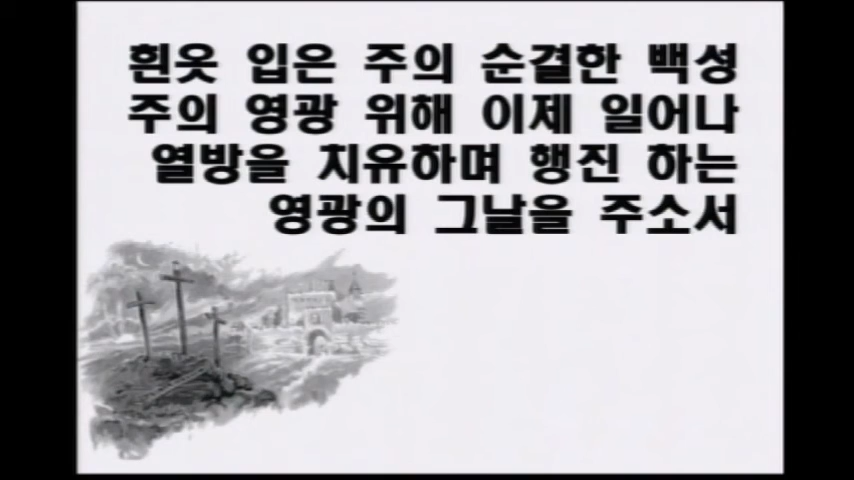 흰옷 입은 주의 순결한 백성
주의 영광 위해 이제 일어나
열방을 치유하며 행진 하는
영광의 그날을 주소서